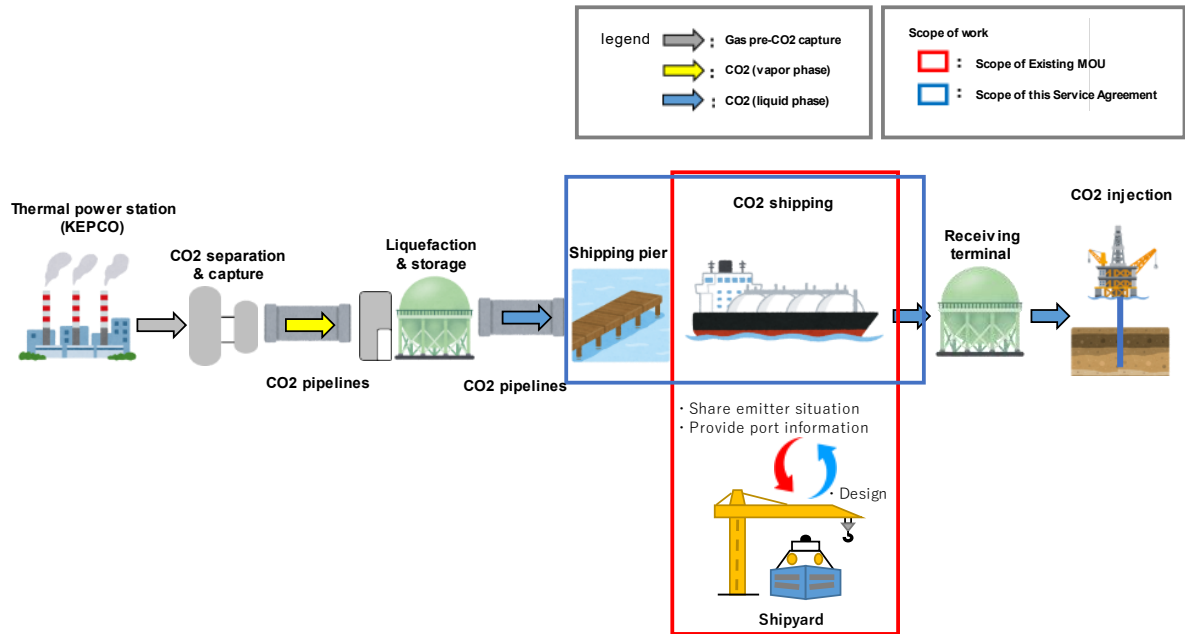 legend
: Gas pre-CO2 capture
: CO2 (vapor phase)
: CO2 (liquid phase)
Scope of work
: Scope of Existing MOU
: Scope of this Service Agreement
Thermal power station
(KEPCO)
CO2 separation
& capture
CO2 pipelines
Liquefaction
& storage
CO2 pipelines
Shipping pier
CO2 shipping
Receiving
terminal
CO2 injection
・Share emitter situation
・Provide port information
・Design
Shipyard